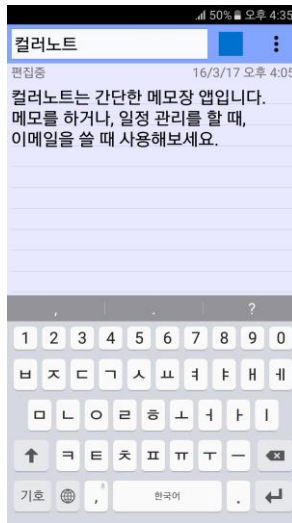 50% 오후 4:35
컬러노트
편집중 16/3/17 오후 4:05
컬러노트는 간단한 메모장 앱입니다.
메모를 하거나, 일정 관리를 할 때,
이메일을 쓸 때 사용해보세요.
, . ?
1 2 3 4 5 6 7 8 9 0
ㅂ ㅈ ㄷ ㄱ ㅅ ㅛ ㅕ ㅑ ㅐ ㅔ
ㅁ ㄴ ㅇ ㄹ ㅎ ㅗ ㅓ ㅏ ㅣ
ㅋ ㅌ ㅊ ㅍ ㅠ ㅜ ㅡ
기호 , 한국어 .